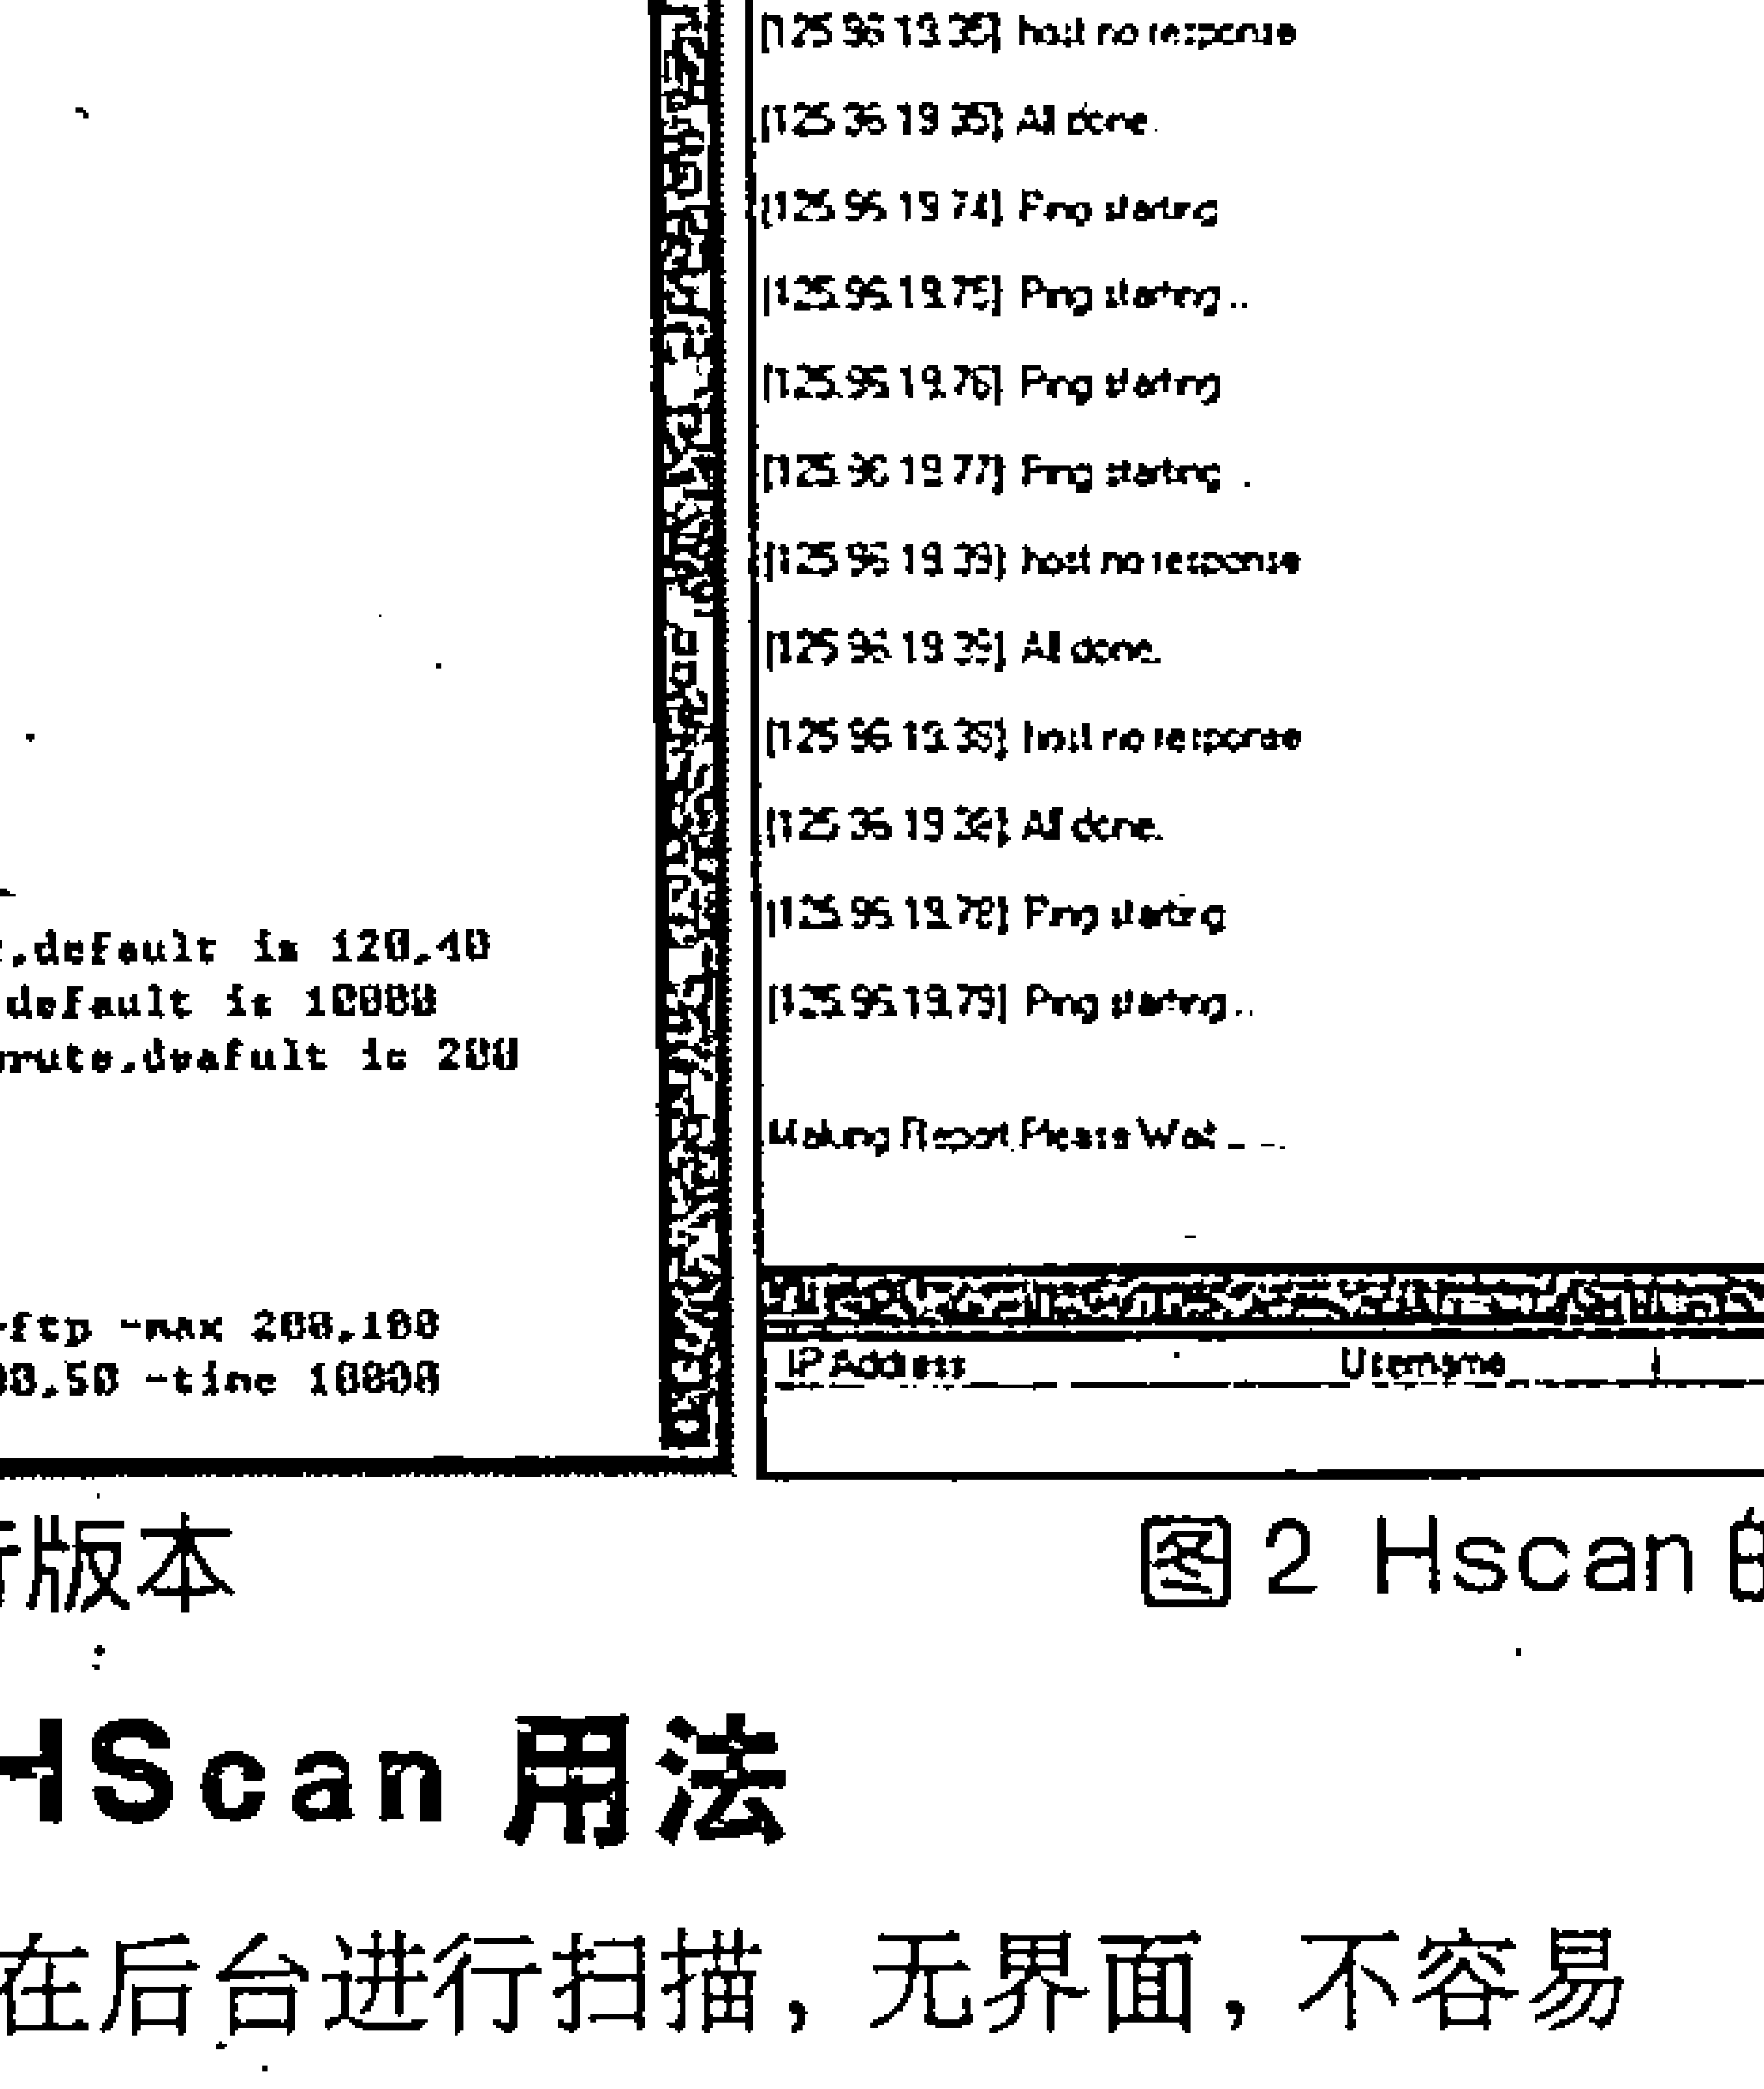 [125.96.19.35] host no response
[125.96.19.35] All done.
[125.96.19.74] Ping starting
[125.96.19.75] Ping starting..
[125.96.19.76] Ping starting
[125.96.19.77] Ping starting .
[125.96.19.39] host no response
[125.96.19.39] All done.
[125.96.19.38] host no response
[125.96.19.38] All done.
[125.96.19.78] Ping starting
[125.96.19.79] Ping starting..
Making Report Please Wait
,default is 120,40
default is 10000
,deafult is 200
ftp -max 200,100
,50 -time 10000
IP Address Username
版本
图 2 Hscan 的
HScan 用法
在后台进行扫描，无界面，不容易